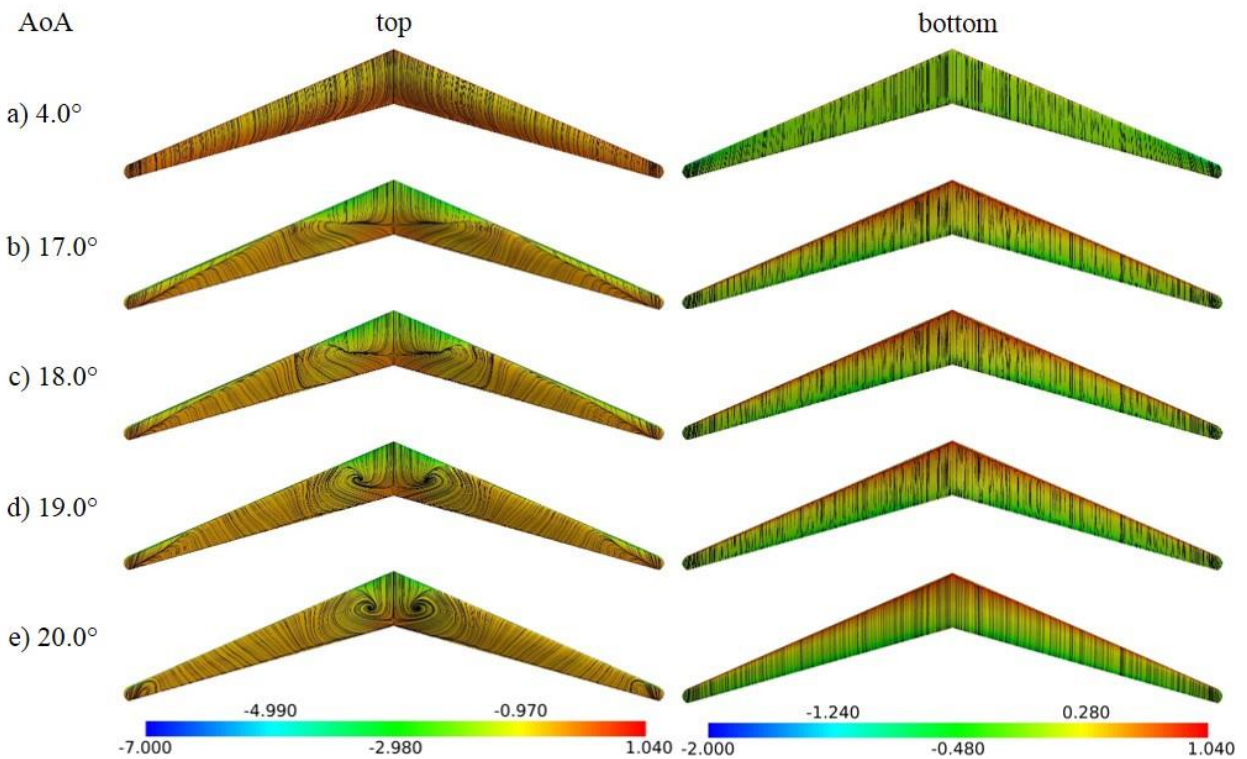 AoA top bottom
a) 4.0°
b) 17.0°
c) 18.0°
d) 19.0°
e) 20.0°
-4.990 -0.970 -1.240 0.280
-7.000 -2.980 1.040 -2.000 -0.480 1.040